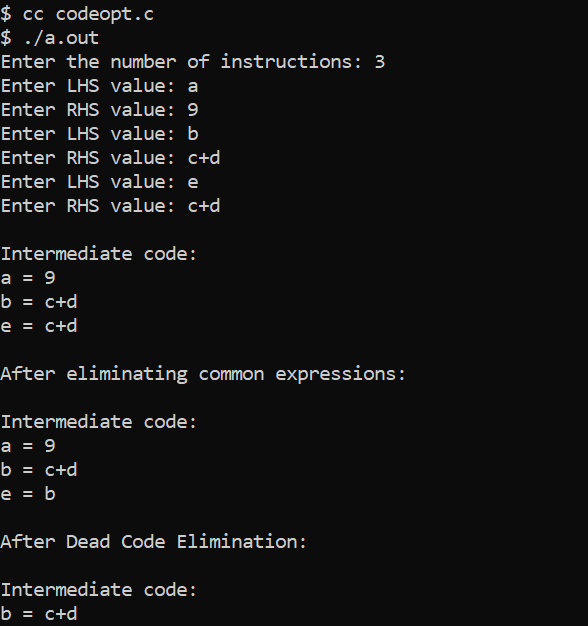 $ cc codeopt.c
$ ./a.out
Enter the number of instructions: 3
Enter LHS value: a
Enter RHS value: 9
Enter LHS value: b
Enter RHS value: c+d
Enter LHS value: e
Enter RHS value: c+d

Intermediate code:
a = 9
b = c+d
e = c+d

After eliminating common expressions:

Intermediate code:
a = 9
b = c+d
e = b

After Dead Code Elimination:

Intermediate code:
b = c+d